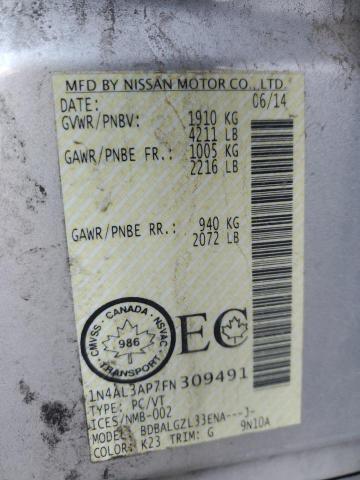 MFD BY NISSAN MOTOR CO., LTD.
DATE: 06/14
GVWR/PNBV: 1910 KG
4211 LB
GAWR/PNBE FR.: 1005 KG
2216 LB
GAWR/PNBE RR.: 940 KG
2072 LB
CMVSS - CANADA - NSVAC
986
TRANSPORT
EC
1N4AL3AP7FN309491
TYPE: PC/VT
ICES/NMB-002
MODEL: BDBALGZL33ENA---J-
COLOR: K23 TRIM: G 9N10A